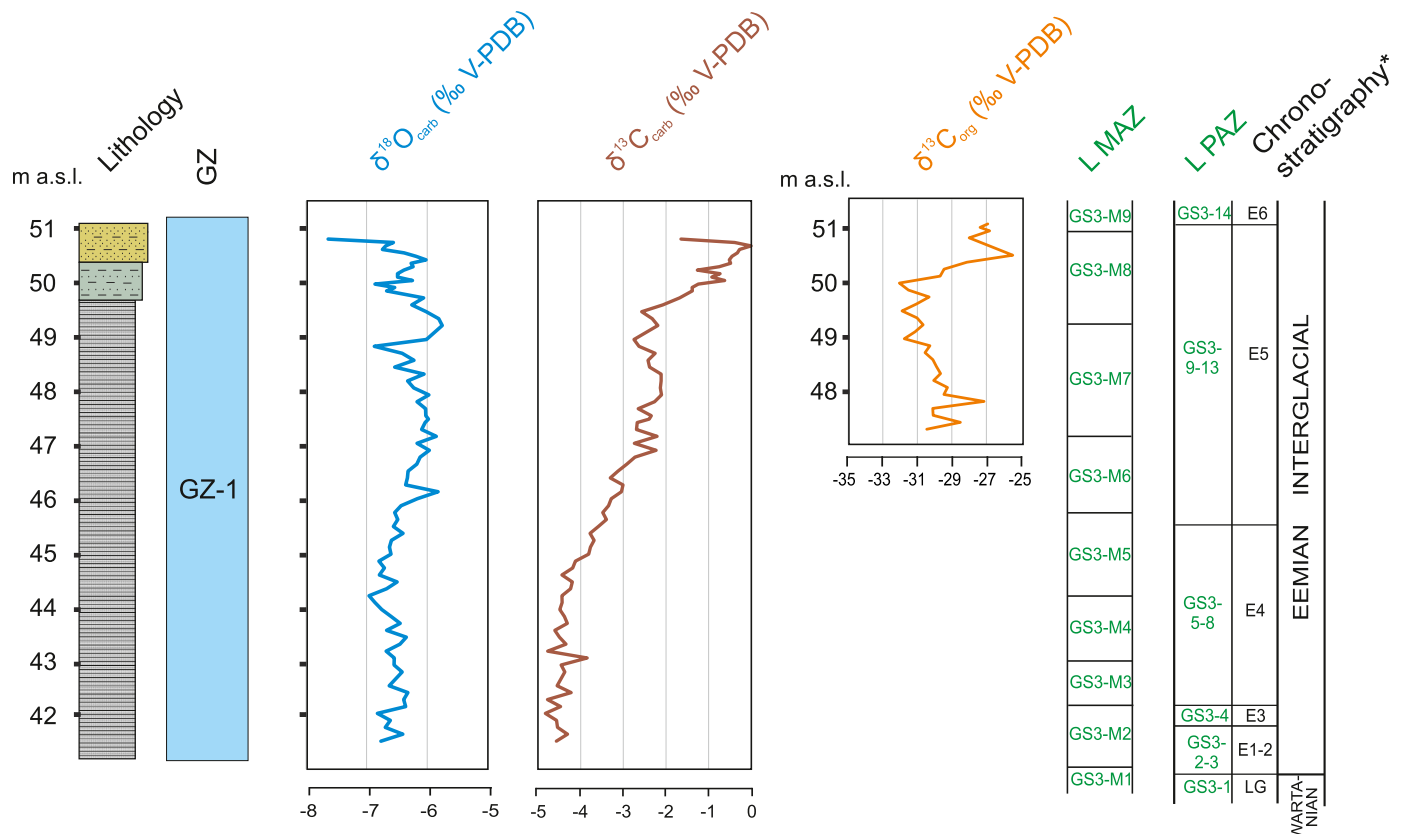 m a.s.l.
Lithology
GZ
δ18Ocarb (‰ V-PDB)
δ13Ccarb (‰ V-PDB)
m a.s.l.
δ13Corg (‰ V-PDB)
L MAZ
L PAZ
Chrono-
stratigraphy*
51
50
49
48
47
46
45
44
43
42
GZ-1
-8 -7 -6 -5
-5 -4 -3 -2 -1 0
51
50
49
48
-35 -33 -31 -29 -27 -25
GS3-M9
GS3-M8
GS3-M7
GS3-M6
GS3-M5
GS3-M4
GS3-M3
GS3-M2
GS3-M1
GS3-14
GS3-
9-13
GS3-
5-8
GS3-4
GS3-
2-3
GS3-1
E6
E5
E4
E3
E1-2
LG
EEMIAN INTERGLACIAL
WARTA-
NIAN